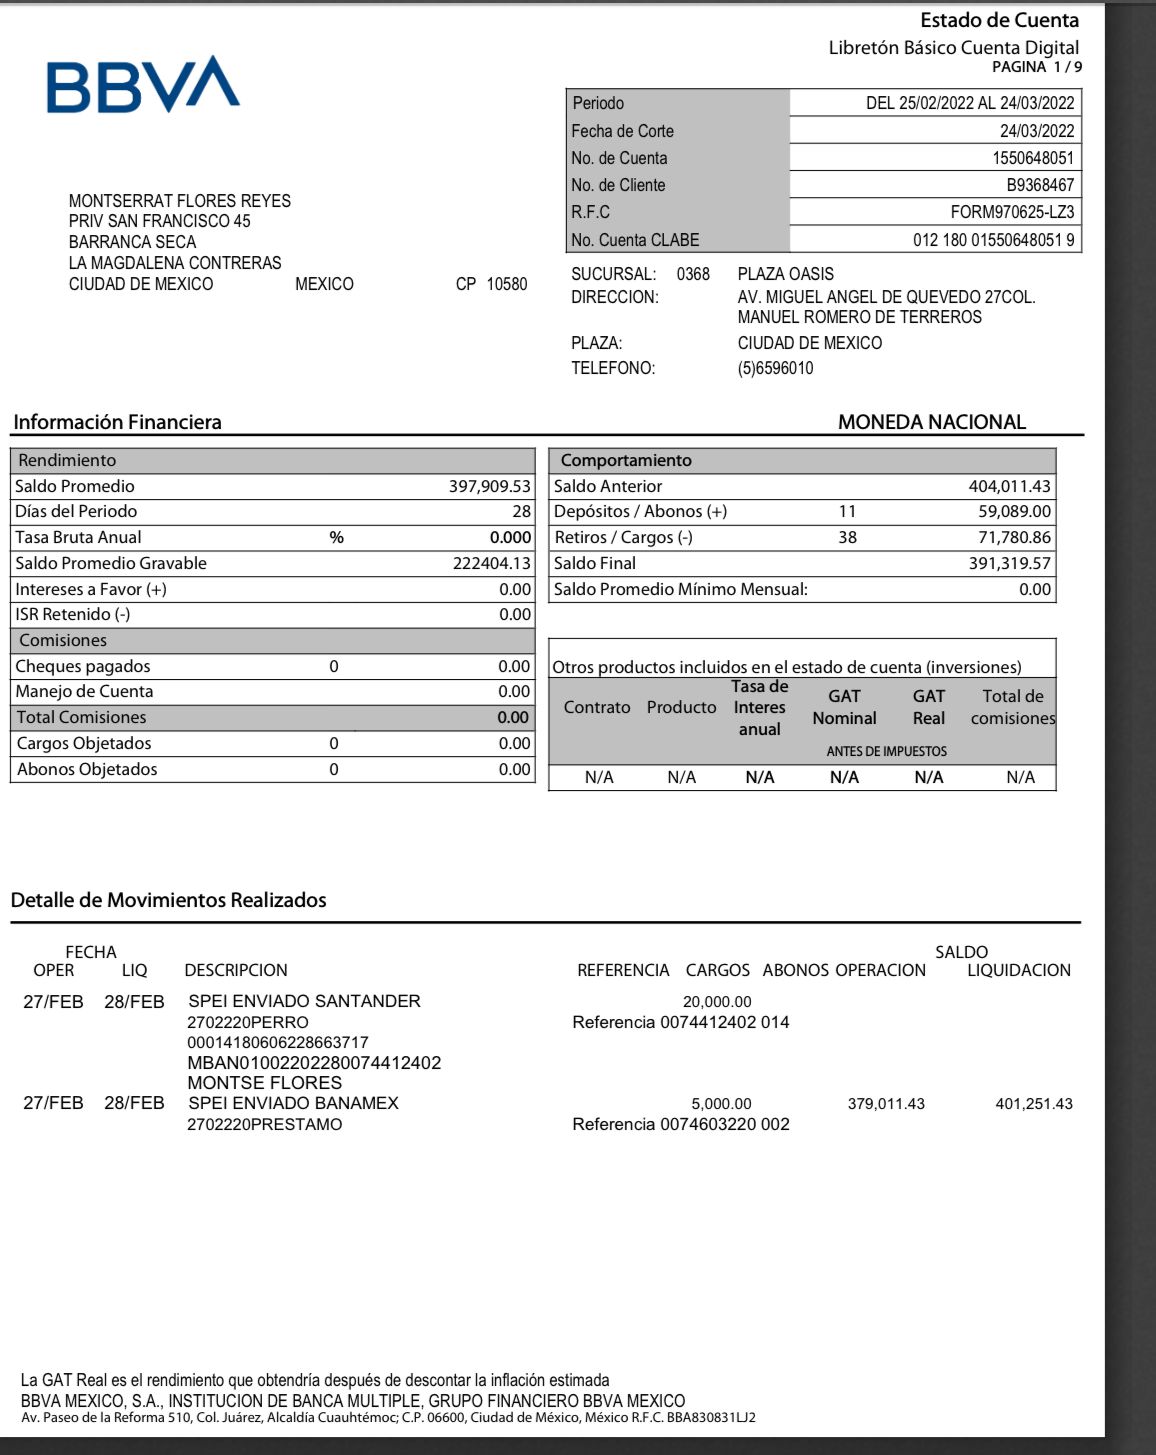 Estado de Cuenta
Libretón Básico Cuenta Digital
PAGINA 1 / 9
BBVA
Periodo DEL 25/02/2022 AL 24/03/2022
Fecha de Corte 24/03/2022
No. de Cuenta 1550648051
No. de Cliente B9368467
R.F.C FORM970625-LZ3
No. Cuenta CLABE 012 180 01550648051 9
MONTSERRAT FLORES REYES
PRIV SAN FRANCISCO 45
BARRANCA SECA
LA MAGDALENA CONTRERAS
CIUDAD DE MEXICO MEXICO CP 10580
SUCURSAL: 0368 PLAZA OASIS
DIRECCION: AV. MIGUEL ANGEL DE QUEVEDO 27COL.
MANUEL ROMERO DE TERREROS
PLAZA: CIUDAD DE MEXICO
TELEFONO: (5)6596010
Información Financiera MONEDA NACIONAL
Rendimiento
Saldo Promedio 397,909.53
Días del Periodo 28
Tasa Bruta Anual % 0.000
Saldo Promedio Gravable 222404.13
Intereses a Favor (+) 0.00
ISR Retenido (-) 0.00
Comisiones
Cheques pagados 0 0.00
Manejo de Cuenta 0.00
Total Comisiones 0.00
Cargos Objetados 0 0.00
Abonos Objetados 0 0.00
Comportamiento
Saldo Anterior 404,011.43
Depósitos / Abonos (+) 11 59,089.00
Retiros / Cargos (-) 38 71,780.86
Saldo Final 391,319.57
Saldo Promedio Mínimo Mensual: 0.00
Otros productos incluidos en el estado de cuenta (inversiones)
Contrato Producto Tasa de Interes anual GAT Nominal GAT Real Total de comisiones
ANTES DE IMPUESTOS
N/A N/A N/A N/A N/A N/A
Detalle de Movimientos Realizados
FECHA SALDO
OPER LIQ DESCRIPCION REFERENCIA CARGOS ABONOS OPERACION LIQUIDACION
27/FEB 28/FEB SPEI ENVIADO SANTANDER 20,000.00
2702220PERRO Referencia 0074412402 014
00014180606228663717
MBAN01002202280074412402
MONTSE FLORES
27/FEB 28/FEB SPEI ENVIADO BANAMEX 5,000.00 379,011.43 401,251.43
2702220PRESTAMO Referencia 0074603220 002
La GAT Real es el rendimiento que obtendría después de descontar la inflación estimada
BBVA MEXICO, S.A., INSTITUCION DE BANCA MULTIPLE, GRUPO FINANCIERO BBVA MEXICO
Av. Paseo de la Reforma 510, Col. Juárez, Alcaldía Cuauhtémoc; C.P. 06600, Ciudad de México, México R.F.C. BBA830831LJ2